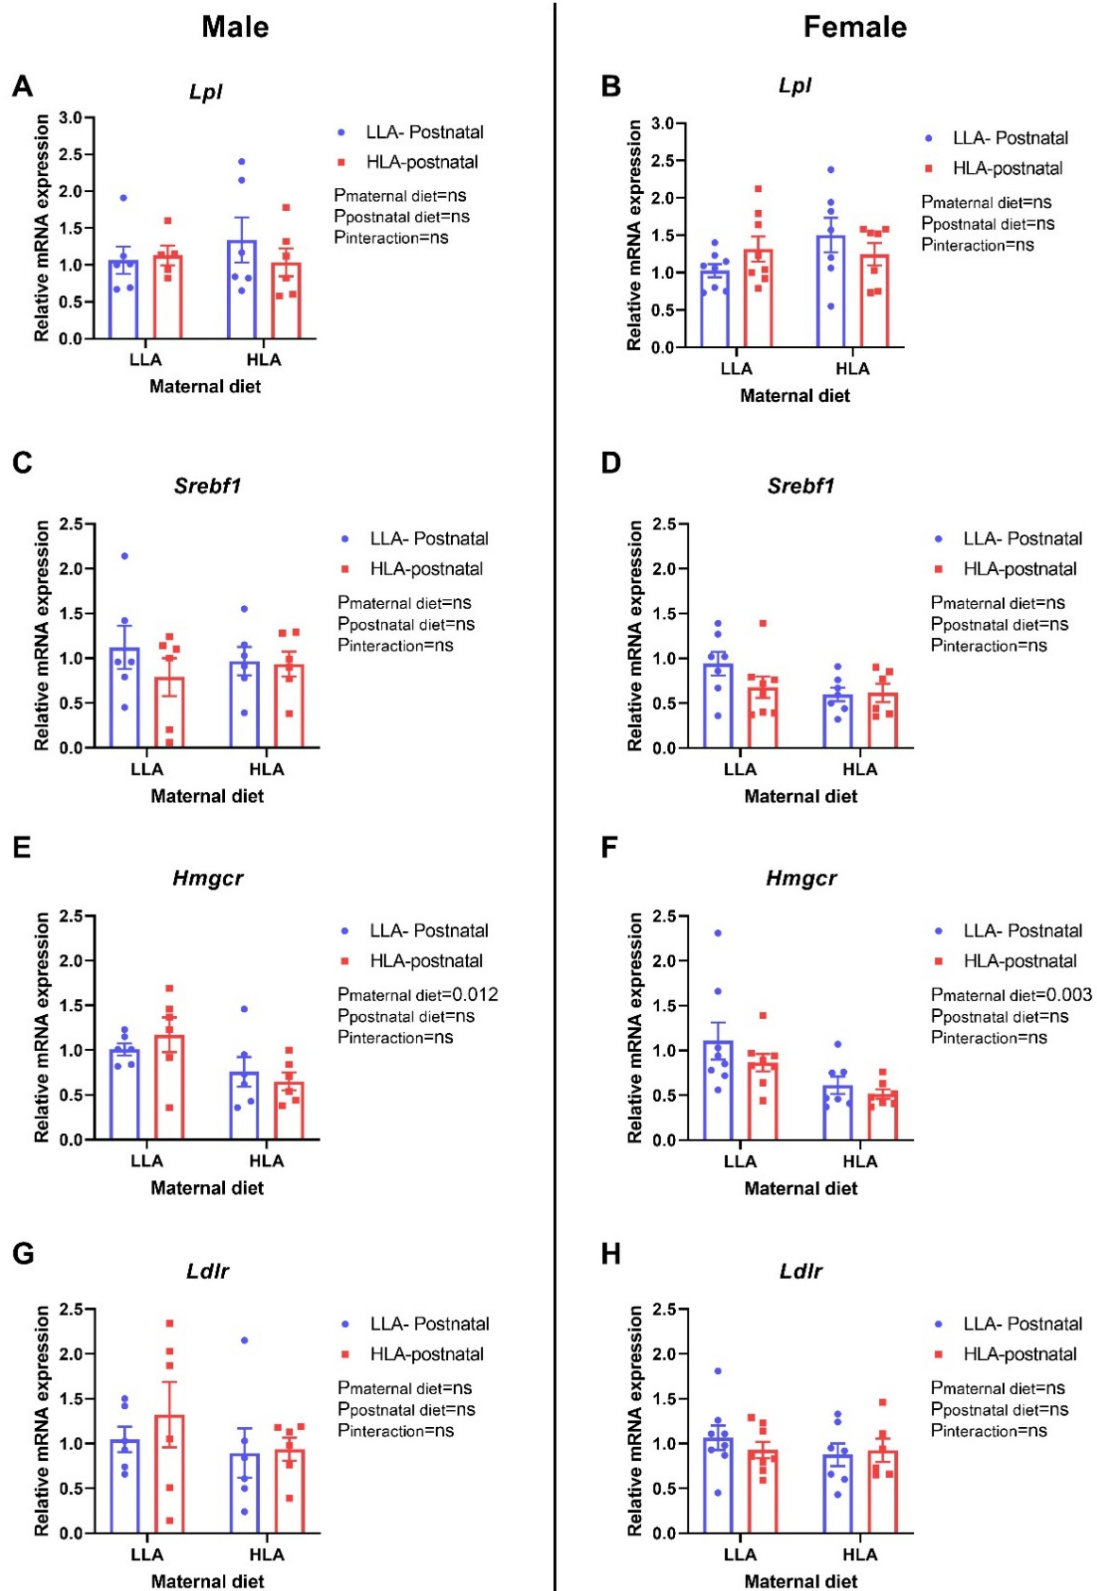 Male
Female
A
Lpl
Relative mRNA expression
3.0
2.5
2.0
1.5
1.0
0.5
0.0
LLA
HLA
Maternal diet
LLA- Postnatal
HLA-postnatal
Pmaternal diet=ns
Ppostnatal diet=ns
Pinteraction=ns
B
Lpl
Relative mRNA expression
3.0
2.5
2.0
1.5
1.0
0.5
0.0
LLA
HLA
Maternal diet
LLA- Postnatal
HLA-postnatal
Pmaternal diet=ns
Ppostnatal diet=ns
Pinteraction=ns
C
Srebf1
Relative mRNA expression
2.5
2.0
1.5
1.0
0.5
0.0
LLA
HLA
Maternal diet
LLA- Postnatal
HLA-postnatal
Pmaternal diet=ns
Ppostnatal diet=ns
Pinteraction=ns
D
Srebf1
Relative mRNA expression
2.5
2.0
1.5
1.0
0.5
0.0
LLA
HLA
Maternal diet
LLA- Postnatal
HLA-postnatal
Pmaternal diet=ns
Ppostnatal diet=ns
Pinteraction=ns
E
Hmgcr
Relative mRNA expression
2.5
2.0
1.5
1.0
0.5
0.0
LLA
HLA
Maternal diet
LLA- Postnatal
HLA-postnatal
Pmaternal diet=0.012
Ppostnatal diet=ns
Pinteraction=ns
F
Hmgcr
Relative mRNA expression
2.5
2.0
1.5
1.0
0.5
0.0
LLA
HLA
Maternal diet
LLA- Postnatal
HLA-postnatal
Pmaternal diet=0.003
Ppostnatal diet=ns
Pinteraction=ns
G
Ldlr
Relative mRNA expression
2.5
2.0
1.5
1.0
0.5
0.0
LLA
HLA
Maternal diet
LLA- Postnatal
HLA-postnatal
Pmaternal diet=ns
Ppostnatal diet=ns
Pinteraction=ns
H
Ldlr
Relative mRNA expression
2.5
2.0
1.5
1.0
0.5
0.0
LLA
HLA
Maternal diet
LLA- Postnatal
HLA-postnatal
Pmaternal diet=ns
Ppostnatal diet=ns
Pinteraction=ns